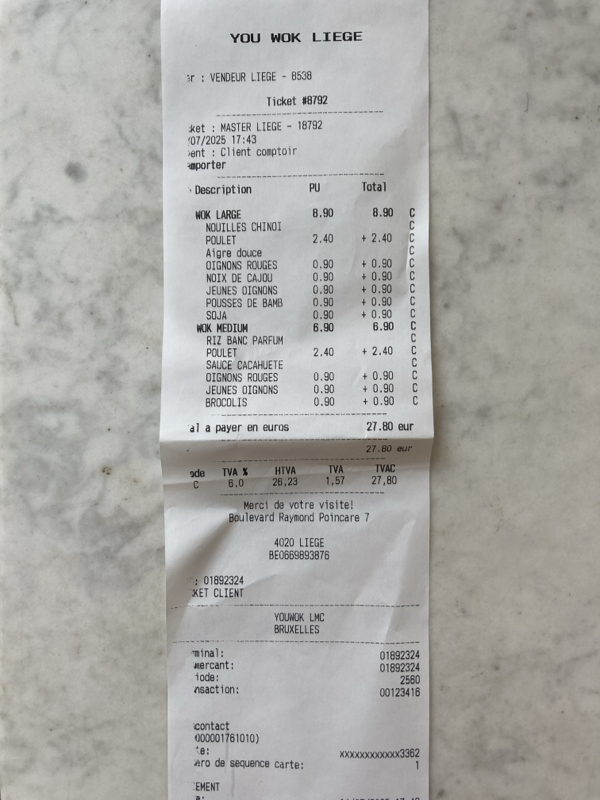 YOU WOK LIEGE
: VENDEUR LIEGE - 8538
Ticket #8792
ket : MASTER LIEGE - 18792
/07/2025 17:43
ent : Client comptoir
mporter
Description PU Total
WOK LARGE 8.90 8.90 C
NOUILLES CHINOI C
POULET 2.40 + 2.40 C
Aigre douce C
OIGNONS ROUGES 0.90 + 0.90 C
NOIX DE CAJOU 0.90 + 0.90 C
JEUNES OIGNONS 0.90 + 0.90 C
POUSSES DE BAMB 0.90 + 0.90 C
SOJA 0.90 + 0.90 C
WOK MEDIUM 6.90 6.90 C
RIZ BANC PARFUM C
POULET 2.40 + 2.40 C
SAUCE CACAHUETE C
OIGNONS ROUGES 0.90 + 0.90 C
JEUNES OIGNONS 0.90 + 0.90 C
BROCOLIS 0.90 + 0.90 C
al a payer en euros 27.80 eur
27.80 eur
ode TVA % HTVA TVA TVAC
C 6.0 26,23 1,57 27,80
Merci de votre visite!
Boulevard Raymond Poincare 7
4020 LIEGE
BE0669893876
: 01892324
KET CLIENT
YOUWOK LMC
BRUXELLES
minal: 01892324
mercant: 01892324
iode: 2560
nsaction: 00123416
contact
000001761010)
te: xxxxxxxxxxxx3362
ero de sequence carte: 1
EMENT